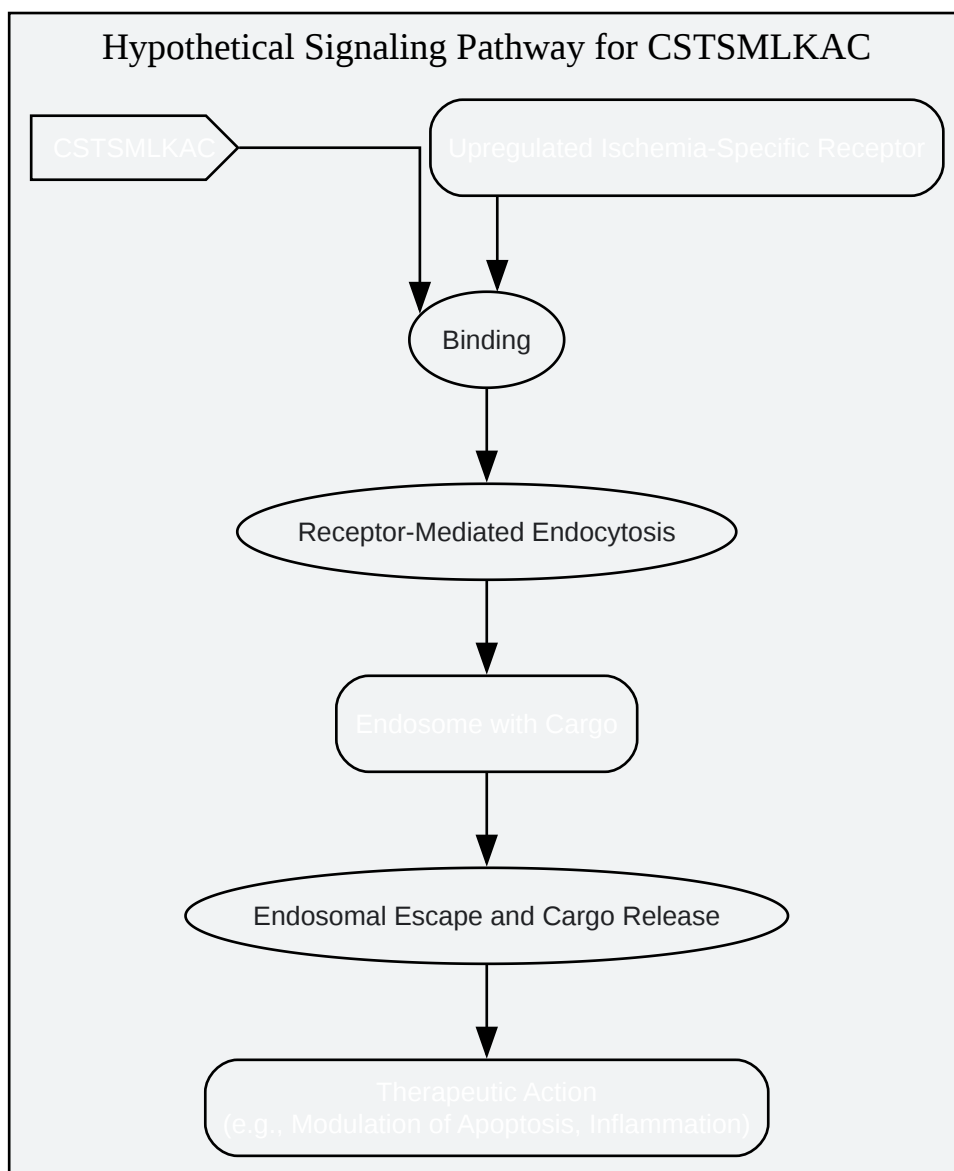 Hypothetical Signaling Pathway for CSTSMLKAC
CSTSMLKAC
Upregulated Ischemia-Specific Receptor
Binding
Receptor-Mediated Endocytosis
Endosome with Cargo
Endosomal Escape and Cargo Release
Therapeutic Action
(e.g., Modulation of Apoptosis, Inflammation)